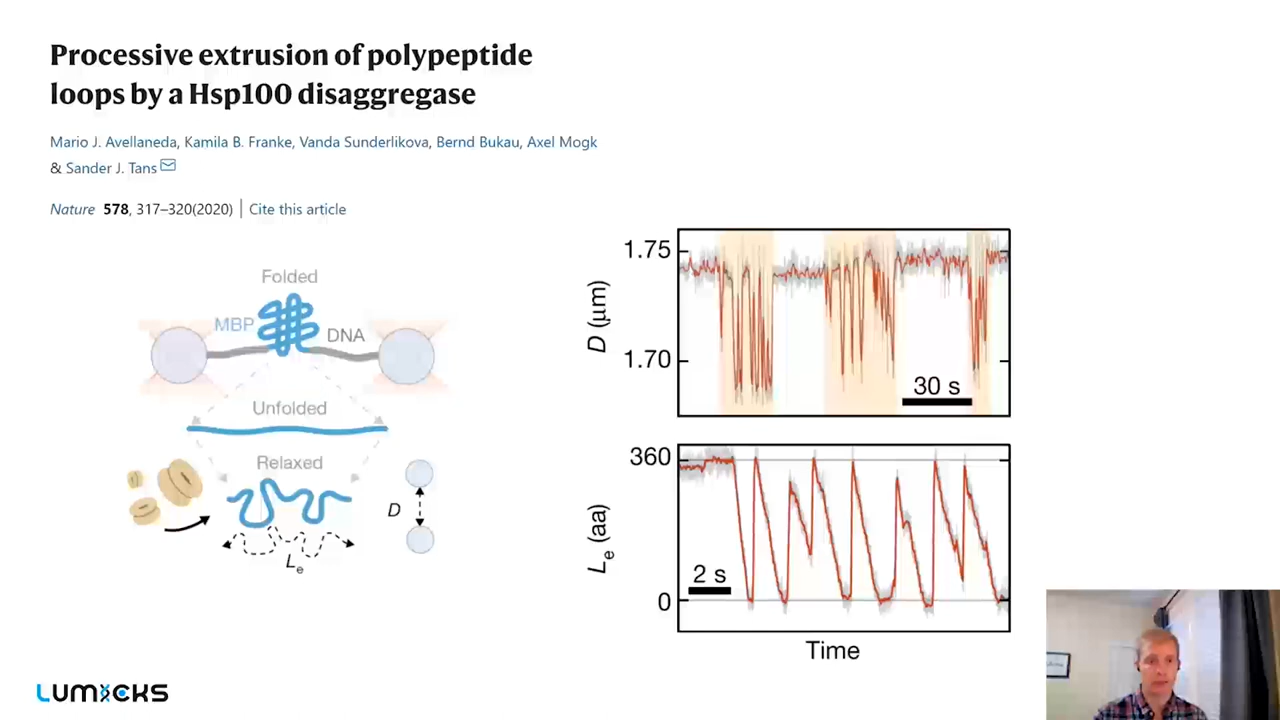 Processive extrusion of polypeptide
loops by a Hsp100 disaggregase
Mario J. Avellaneda, Kamila B. Franke, Vanda Sunderlikova, Bernd Bukau, Axel Mogk
& Sander J. Tans
Nature 578, 317–320(2020) | Cite this article
Folded
MBP
DNA
Unfolded
Relaxed
D
Le
1.75
D (μm)
1.70
30 s
360
Le (aa)
2 s
0
Time
LUMICKS